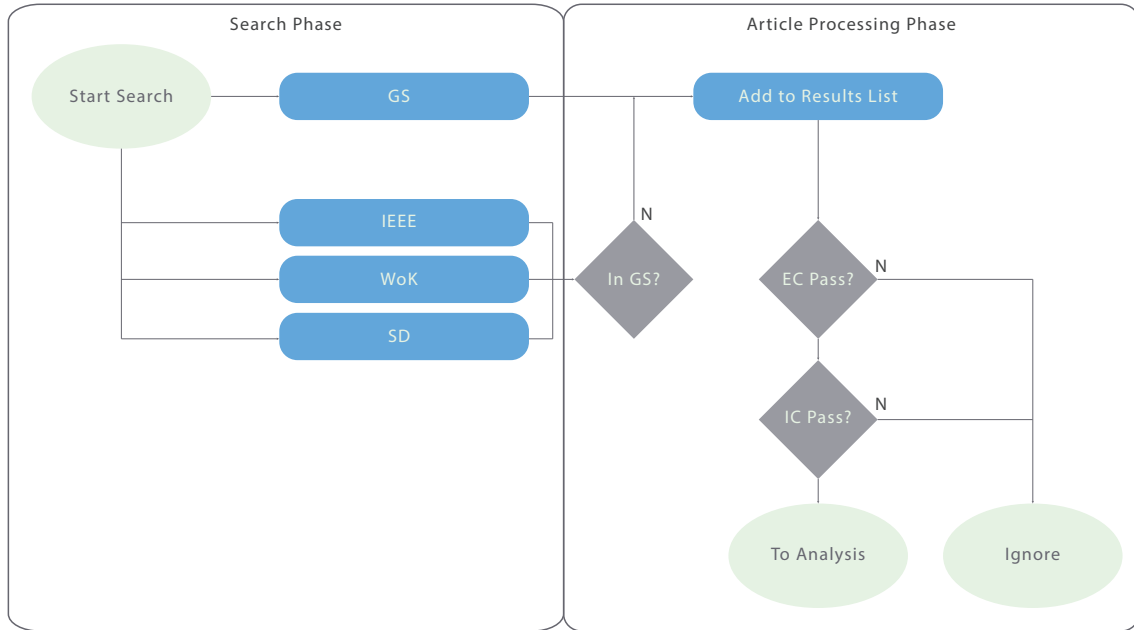 Search Phase
Article Processing Phase
Start Search
GS
Add to Results List
IEEE
N
WoK
In GS?
EC Pass?
N
SD
IC Pass?
N
To Analysis
Ignore